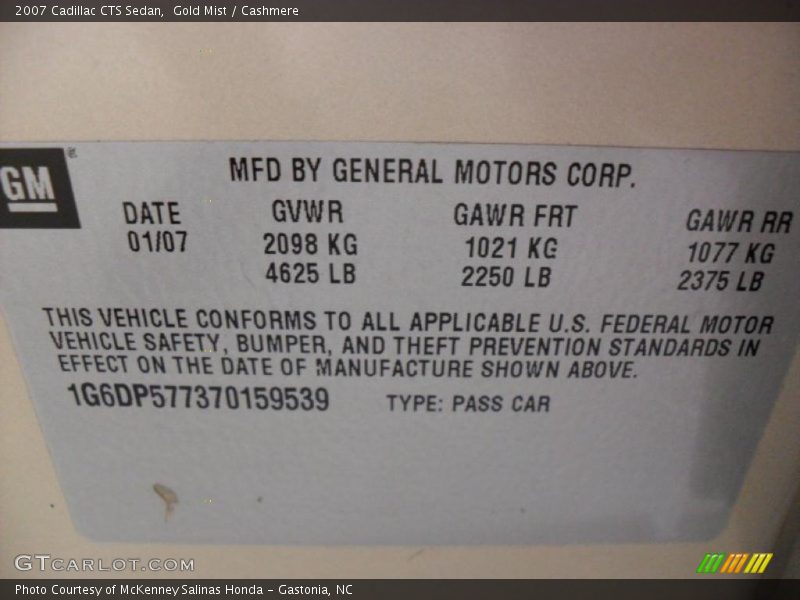 2007 Cadillac CTS Sedan,  Gold Mist / Cashmere
GM®
MFD BY GENERAL MOTORS CORP.
DATE GVWR GAWR FRT GAWR RR
01/07 2098 KG 1021 KG 1077 KG
4625 LB 2250 LB 2375 LB
THIS VEHICLE CONFORMS TO ALL APPLICABLE U.S. FEDERAL MOTOR
VEHICLE SAFETY, BUMPER, AND THEFT PREVENTION STANDARDS IN
EFFECT ON THE DATE OF MANUFACTURE SHOWN ABOVE.
1G6DP577370159539 TYPE: PASS CAR
GTCARLOT.COM
Photo Courtesy of McKenney Salinas Honda - Gastonia, NC